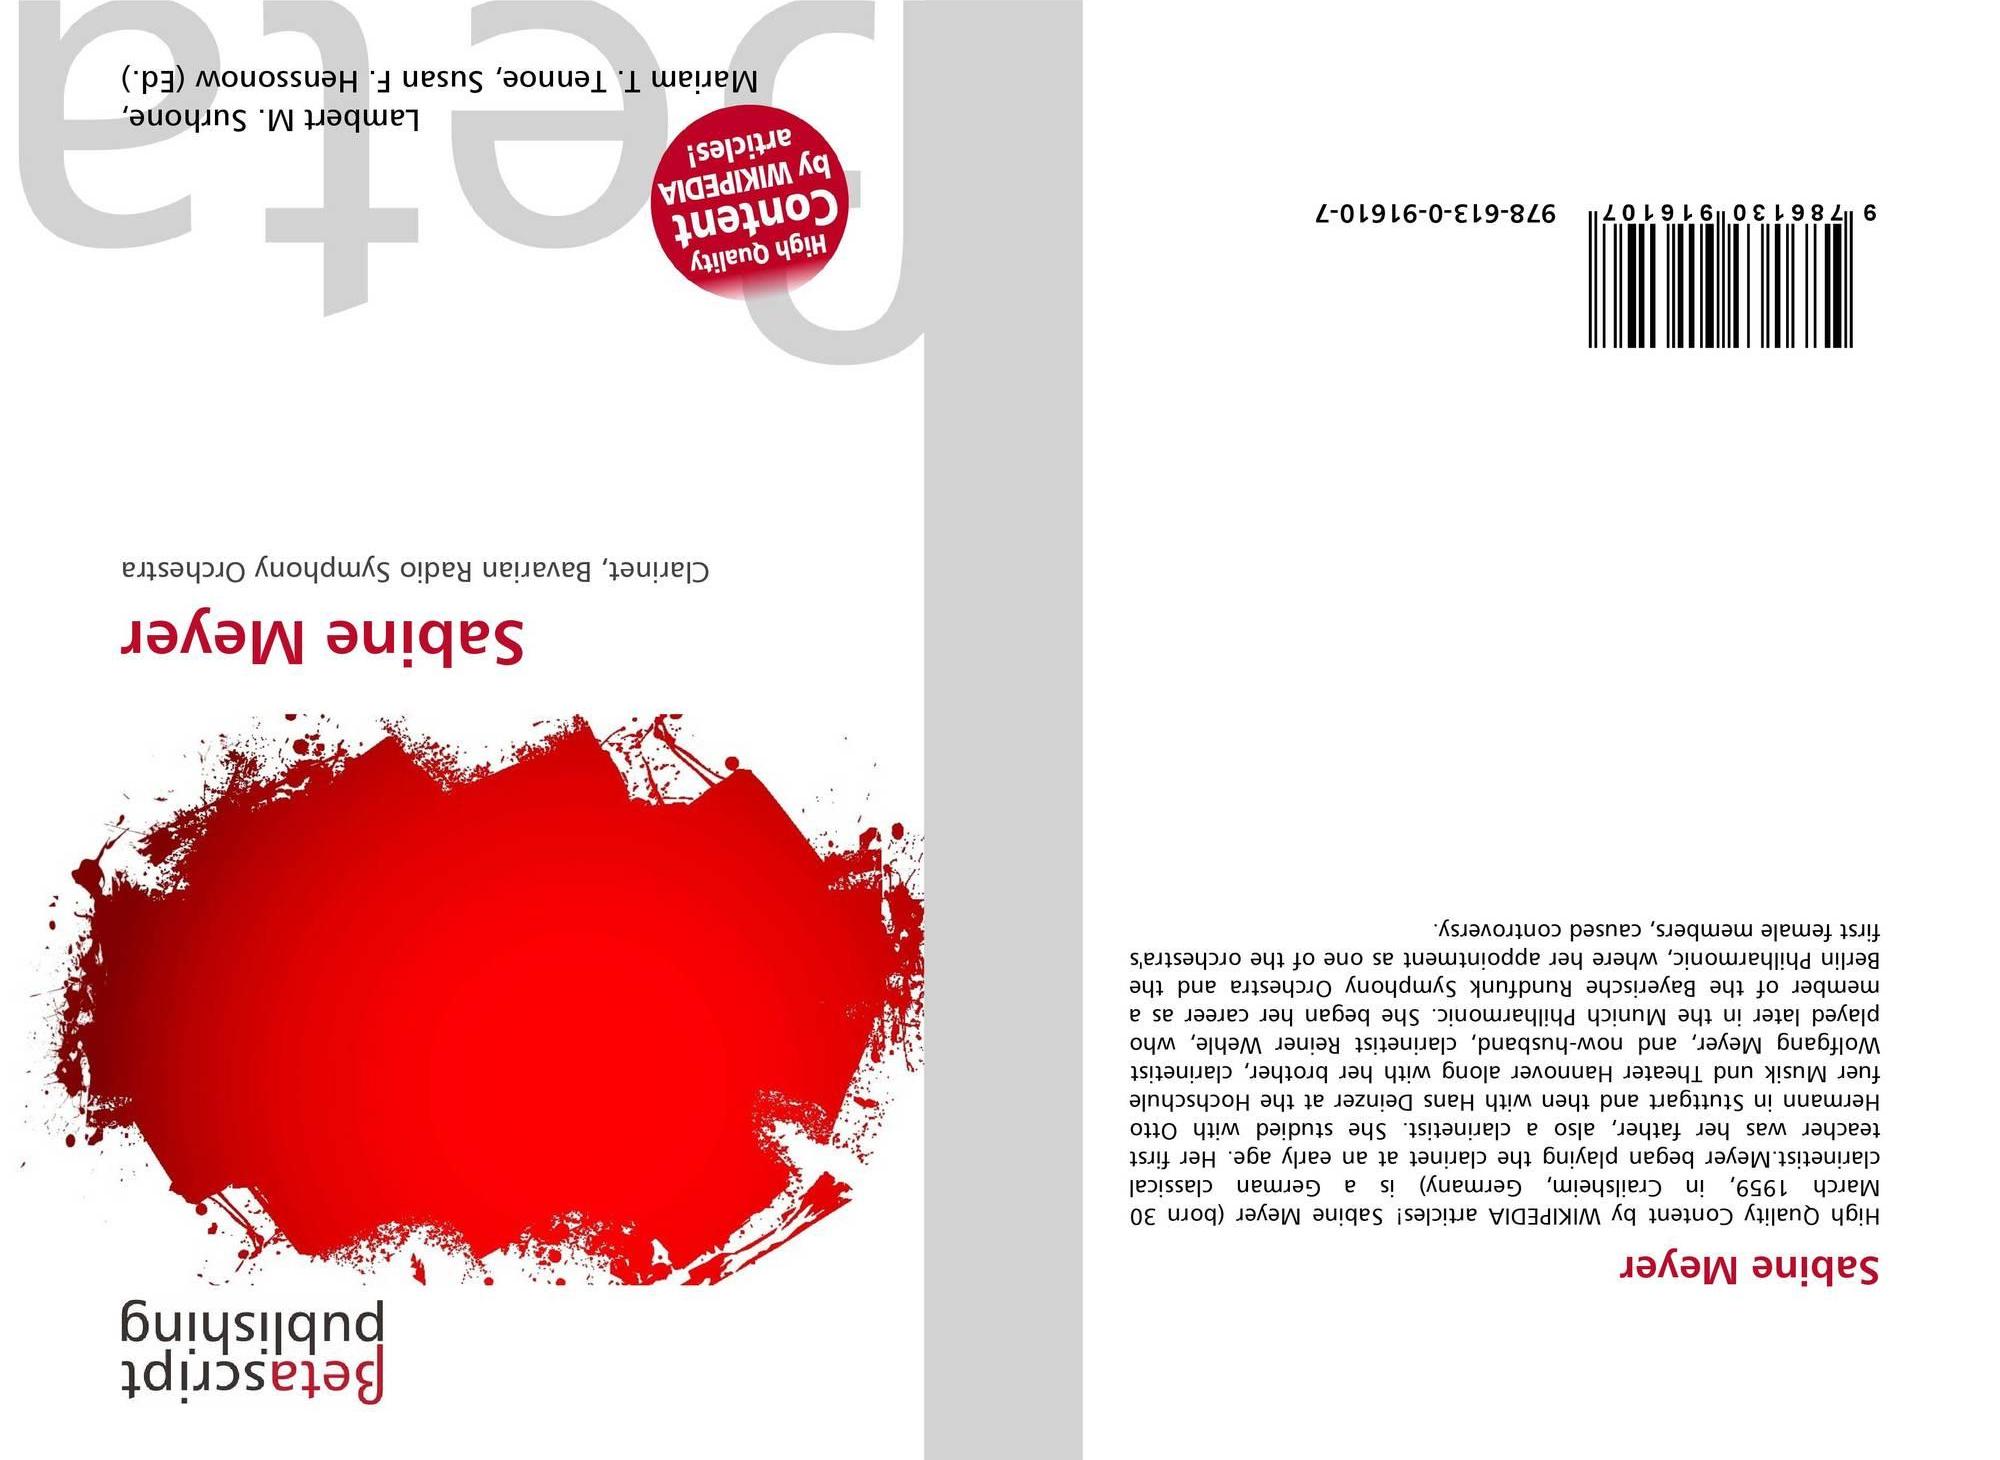 High Quality
Content
by WIKIPEDIA
articles!
Lambert M. Surhone,
Mariam T. Tennoe, Susan F. Henssonow (Ed.)
βeta
Sabine Meyer
Clarinet, Bavarian Radio Symphony Orchestra
βetascript
publishing
Sabine Meyer
High Quality Content by WIKIPEDIA articles! Sabine Meyer (born 30
March 1959, in Crailsheim, Germany) is a German classical
clarinetist.Meyer began playing the clarinet at an early age. Her first
teacher was her father, also a clarinetist. She studied with Otto
Hermann in Stuttgart and then with Hans Deinzer at the Hochschule
fuer Musik und Theater Hannover along with her brother, clarinetist
Wolfgang Meyer, and now-husband, clarinetist Reiner Wehle, who
played later in the Munich Philharmonic. She began her career as a
member of the Bayerische Rundfunk Symphony Orchestra and the
Berlin Philharmonic, where her appointment as one of the orchestra's
first female members, caused controversy.
9 786130 916107
978-613-0-91610-7